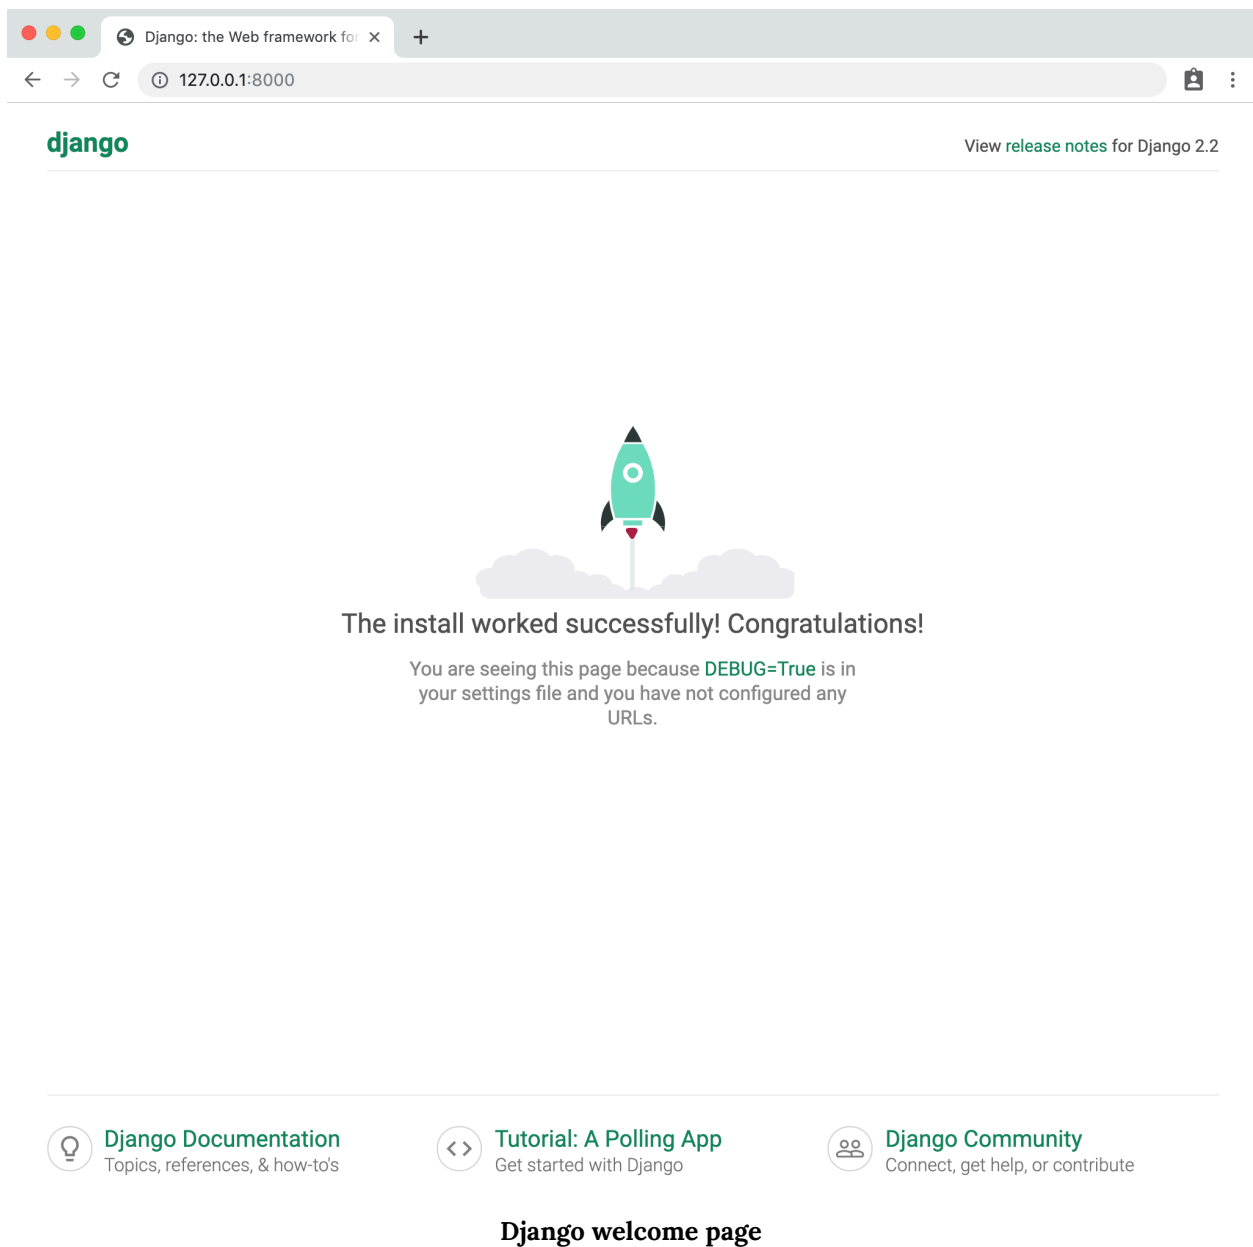 Django: the Web framework for
127.0.0.1:8000
django
View release notes for Django 2.2
The install worked successfully! Congratulations!
You are seeing this page because DEBUG=True is in
your settings file and you have not configured any
URLs.
Django Documentation
Topics, references, & how-to's
Tutorial: A Polling App
Get started with Django
Django Community
Connect, get help, or contribute
Django welcome page